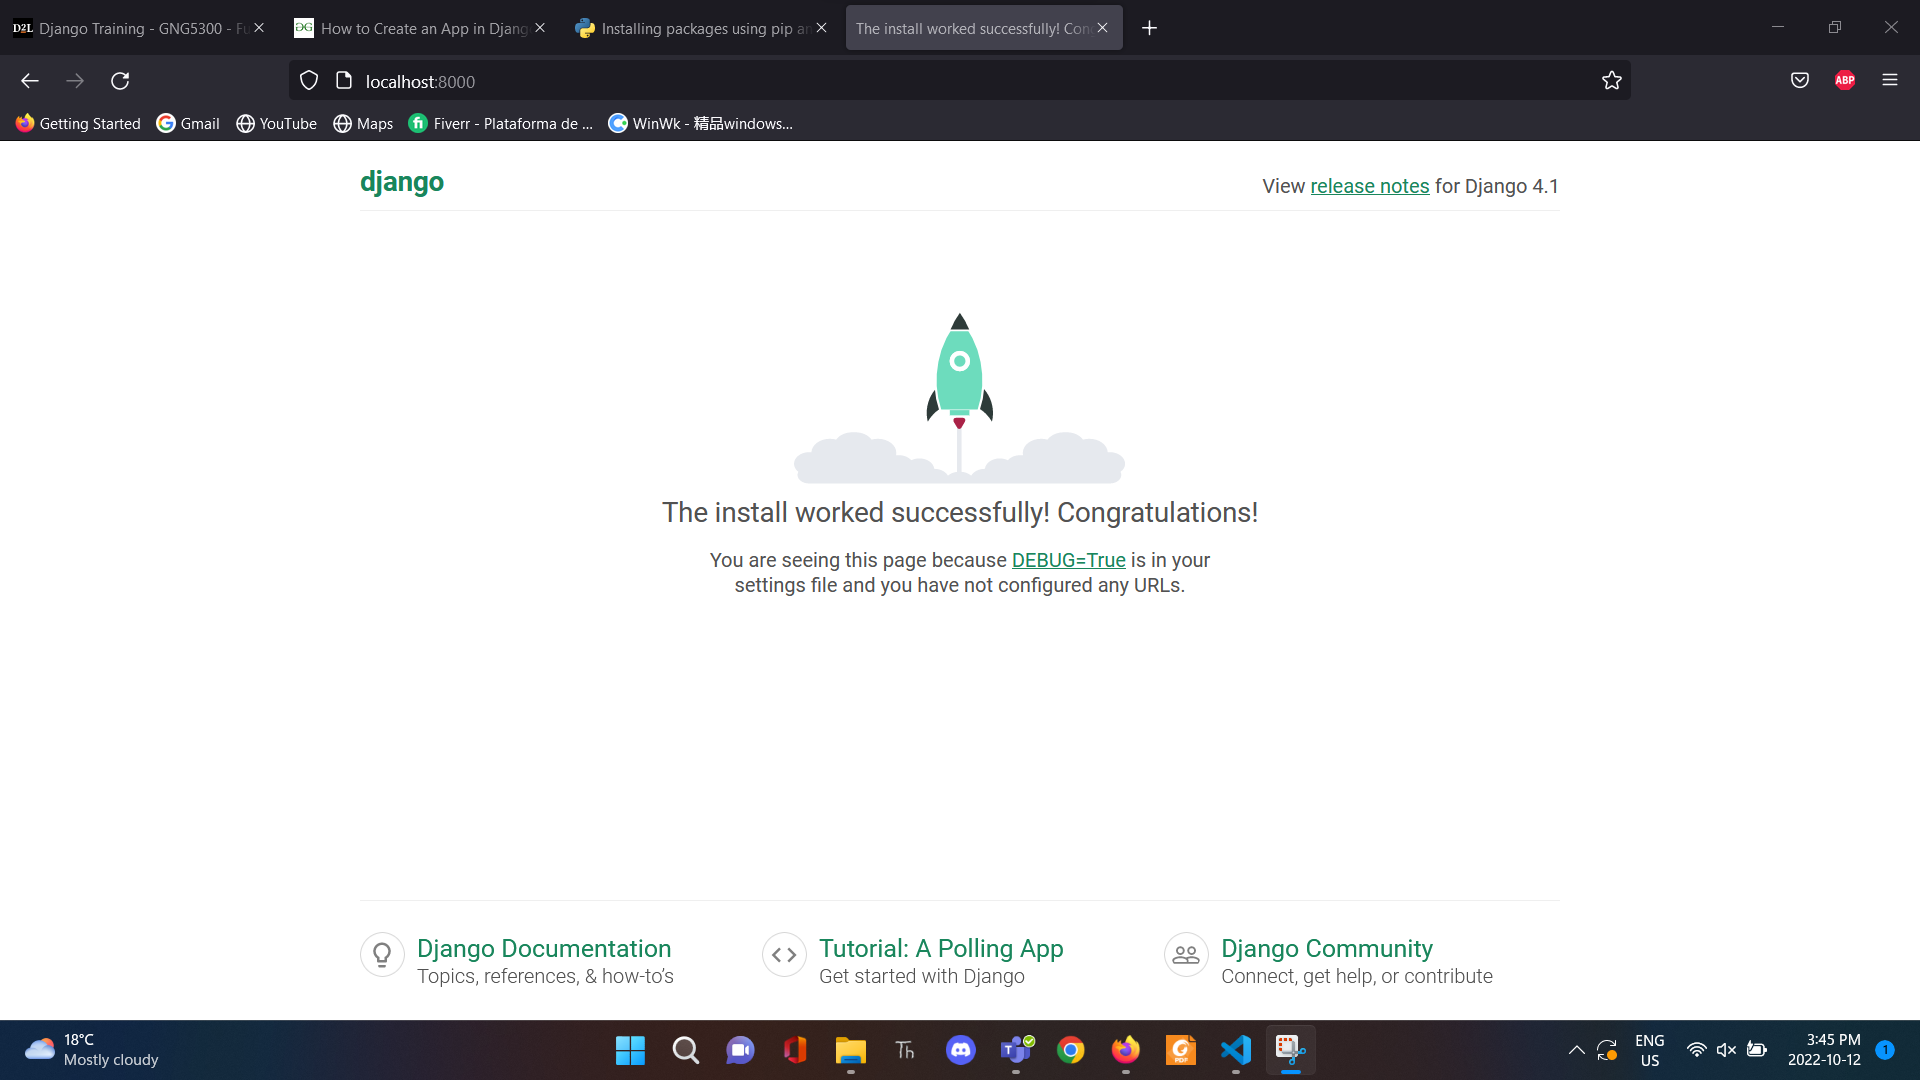 Django Training - GNG5300 - Fu
How to Create an App in Djang
Installing packages using pip an
The install worked successfully! Con
localhost:8000
ABP
Getting Started
Gmail
YouTube
Maps
Fiverr - Plataforma de ...
WinWk - 精品windows...
django
View release notes for Django 4.1
The install worked successfully! Congratulations!
You are seeing this page because DEBUG=True is in your
settings file and you have not configured any URLs.
Django Documentation
Topics, references, & how-to's
Tutorial: A Polling App
Get started with Django
Django Community
Connect, get help, or contribute
18°C
Mostly cloudy
Th
ENG
US
3:45 PM
2022-10-12
1